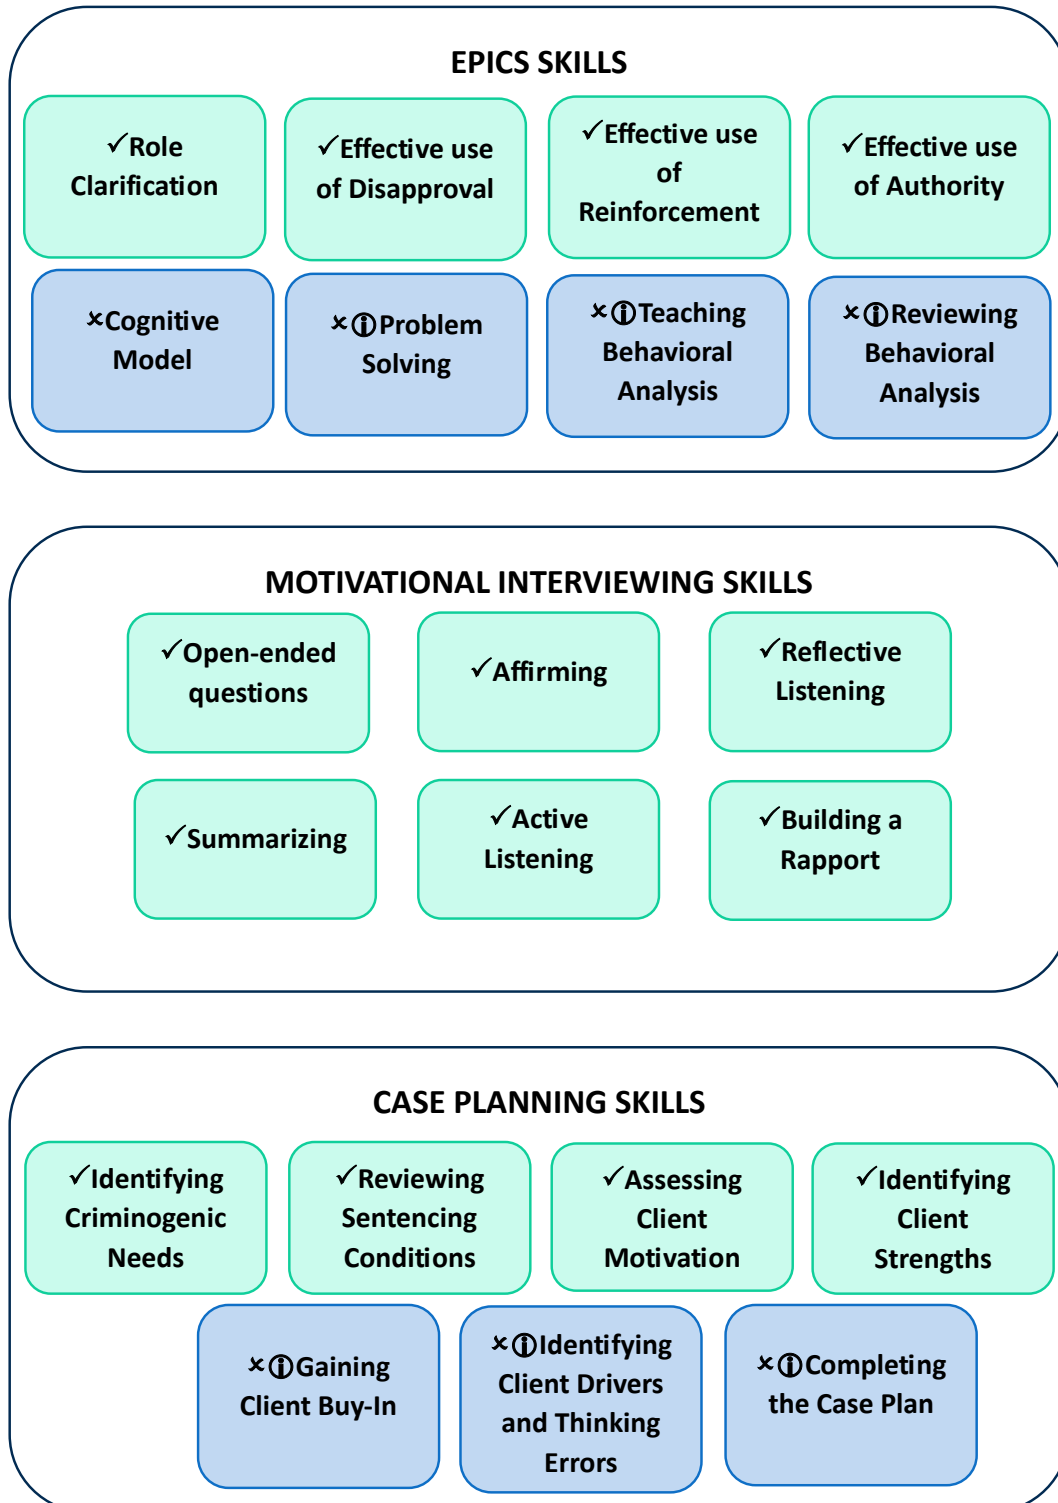 EPICS SKILLS
✓Role
Clarification
✓Effective use
of Disapproval
✓Effective use
of
Reinforcement
✓Effective use
of Authority
×Cognitive
Model
×ⓘProblem
Solving
×ⓘTeaching
Behavioral
Analysis
×ⓘReviewing
Behavioral
Analysis
MOTIVATIONAL INTERVIEWING SKILLS
✓Open-ended
questions
✓Affirming
✓Reflective
Listening
✓Summarizing
✓Active
Listening
✓Building a
Rapport
CASE PLANNING SKILLS
✓Identifying
Criminogenic
Needs
✓Reviewing
Sentencing
Conditions
✓Assessing
Client
Motivation
✓Identifying
Client
Strengths
×ⓘGaining
Client Buy-In
×ⓘIdentifying
Client Drivers
and Thinking
Errors
×ⓘCompleting
the Case Plan